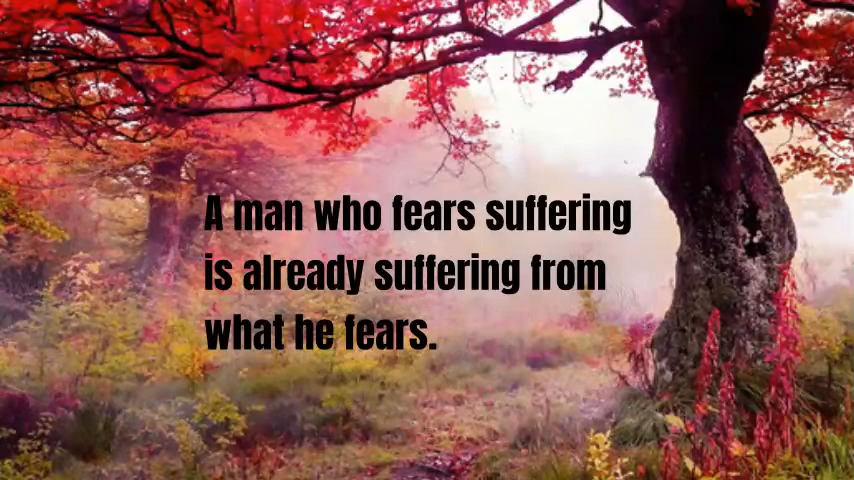 A man who fears suffering
is already suffering from
what he fears.